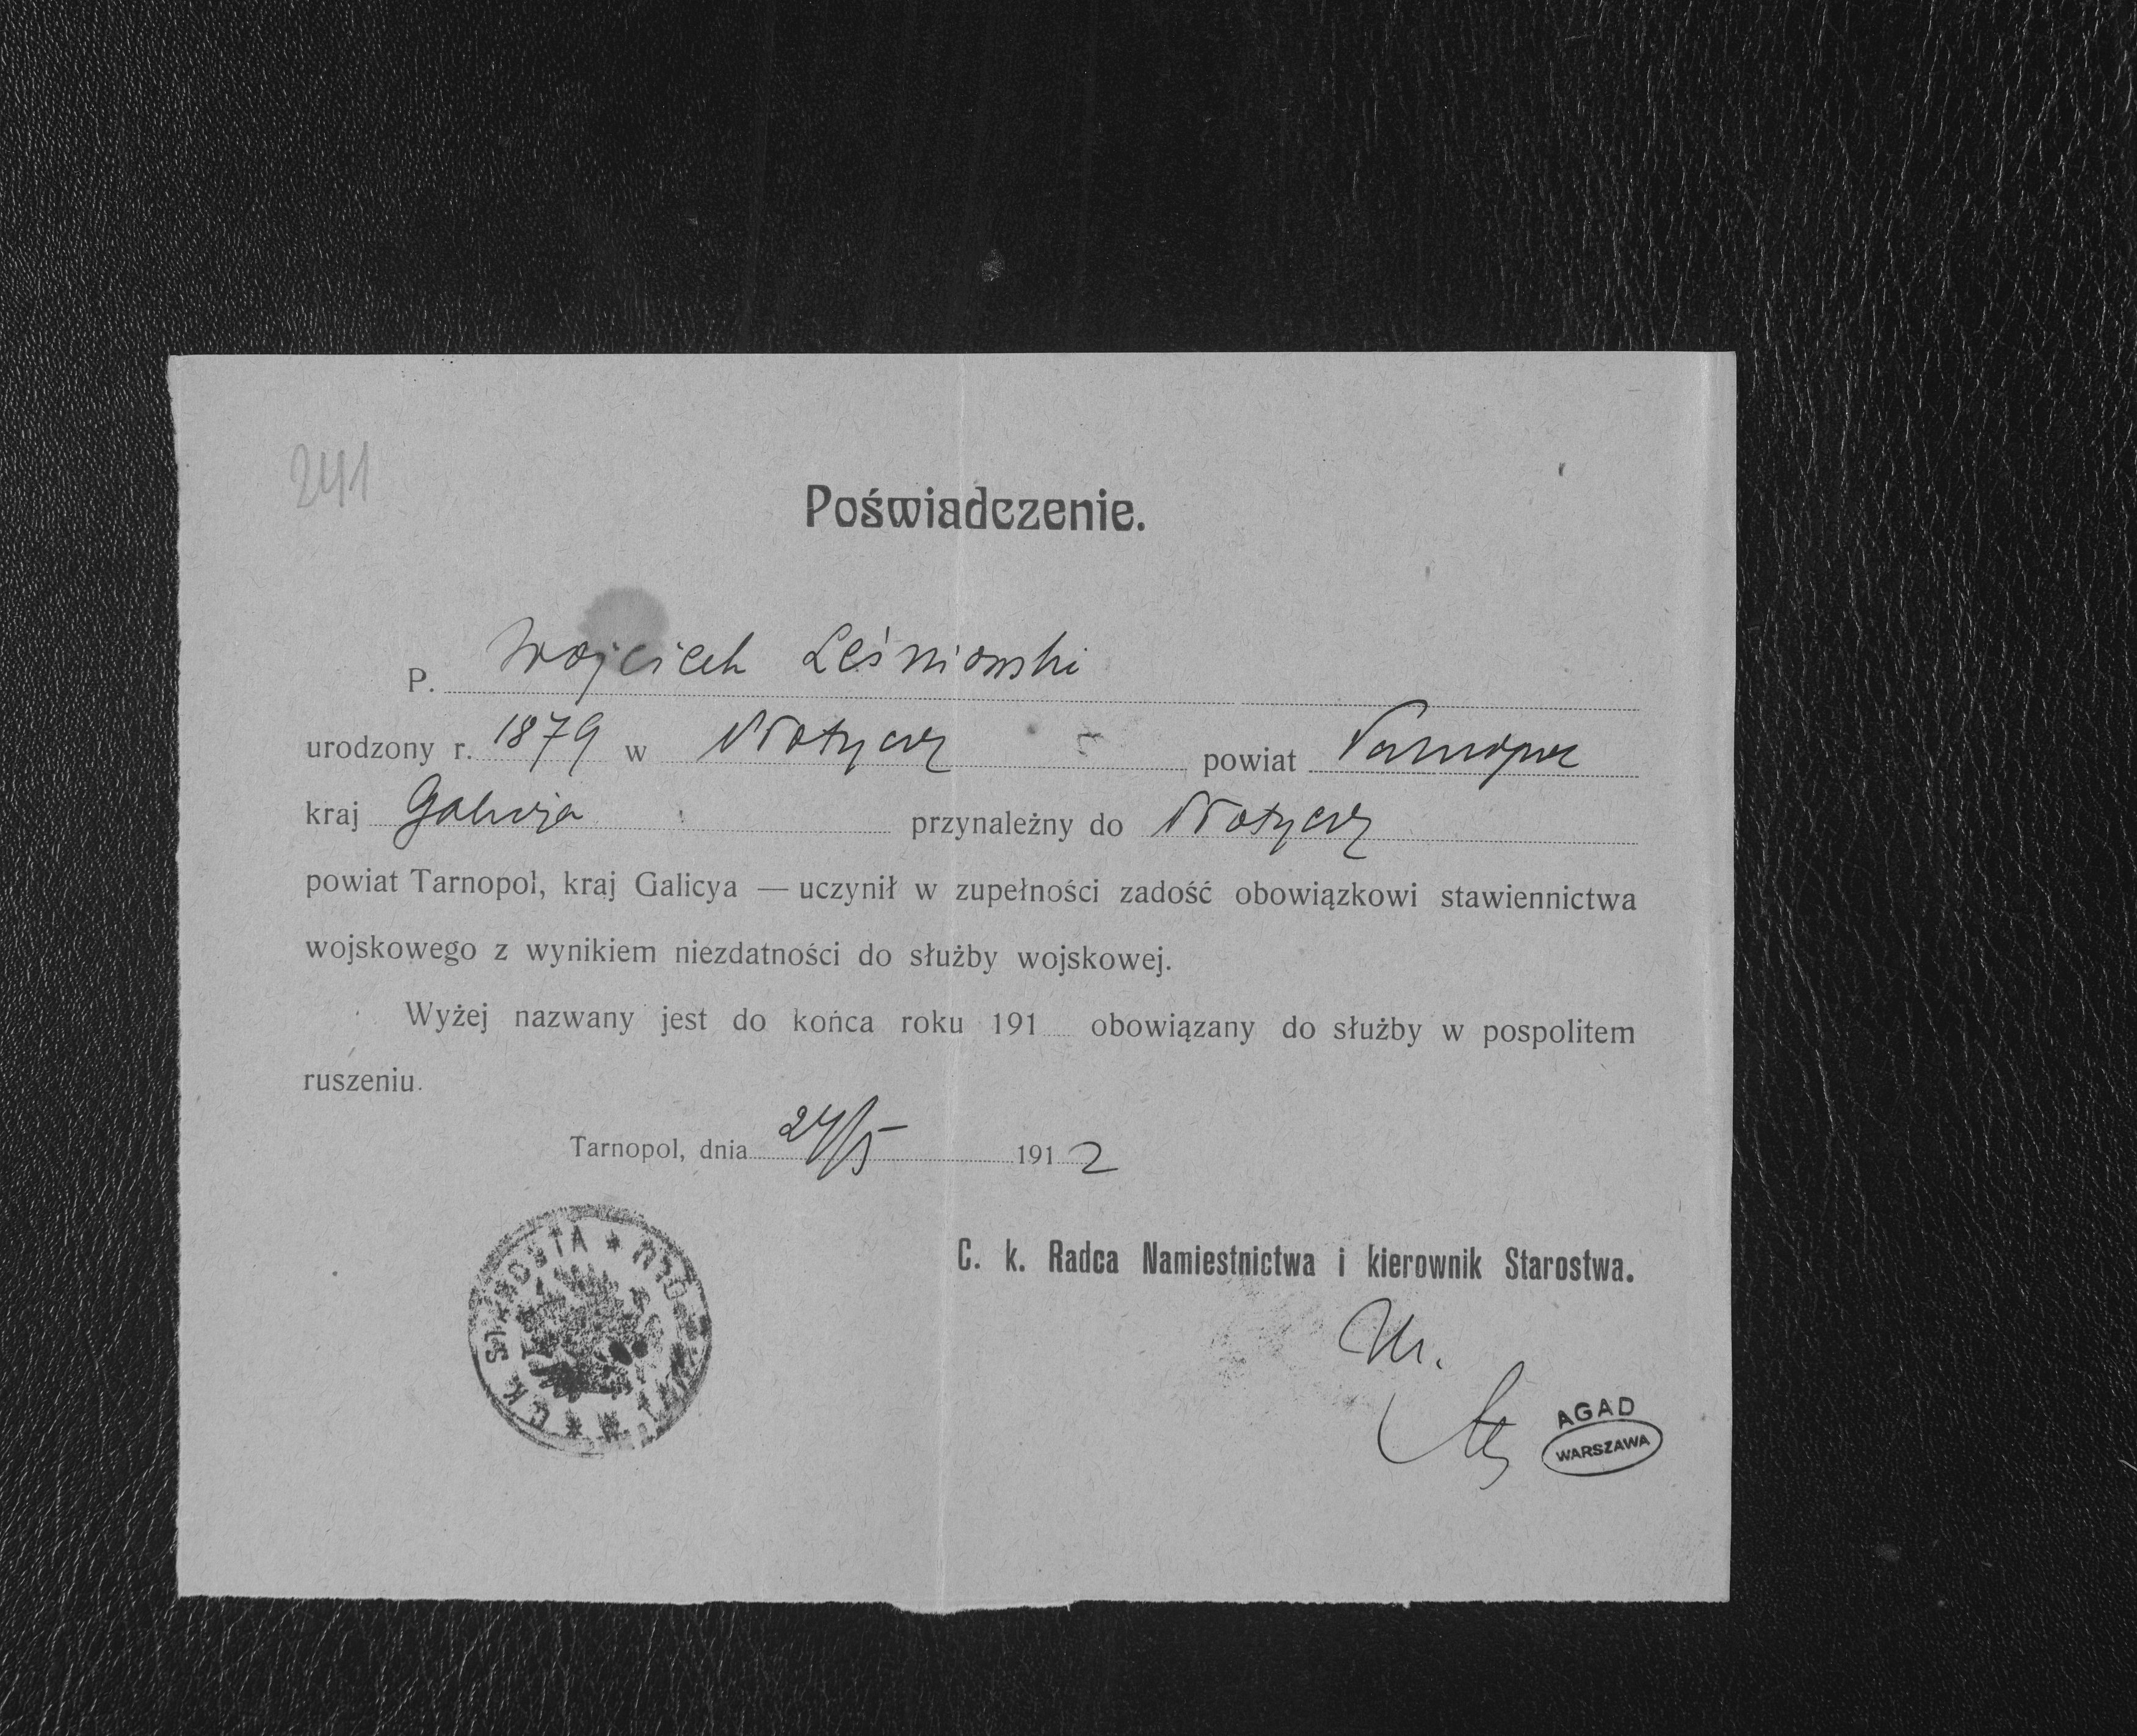 241
Poświadczenie.
P. Wojciech Leśniowski
urodzony r. 1879 w powiat Tarnopol
kraj Galicja przynależny do
powiat Tarnopol, kraj Galicya — uczynił w zupełności zadość obowiązkowi stawiennictwa
wojskowego z wynikiem niezdatności do służby wojskowej.
Wyżej nazwany jest do końca roku 191 obowiązany do służby w pospolitem
ruszeniu.
Tarnopol, dnia 24/5 1912
C. k. Radca Namiestnictwa i kierownik Starostwa.
C. K. STAROSTA
AGAD
WARSZAWA